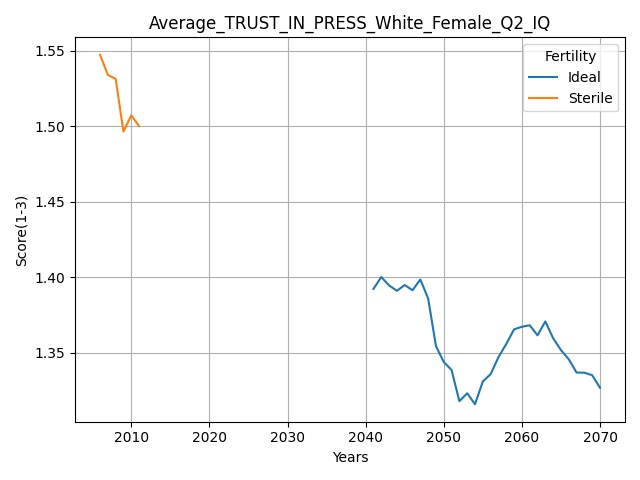 Average_TRUST_IN_PRESS_White_Female_Q2_IQ
Fertility
Ideal
Sterile
Score(1-3)
1.55
1.50
1.45
1.40
1.35
2010
2020
2030
2040
2050
2060
2070
Years